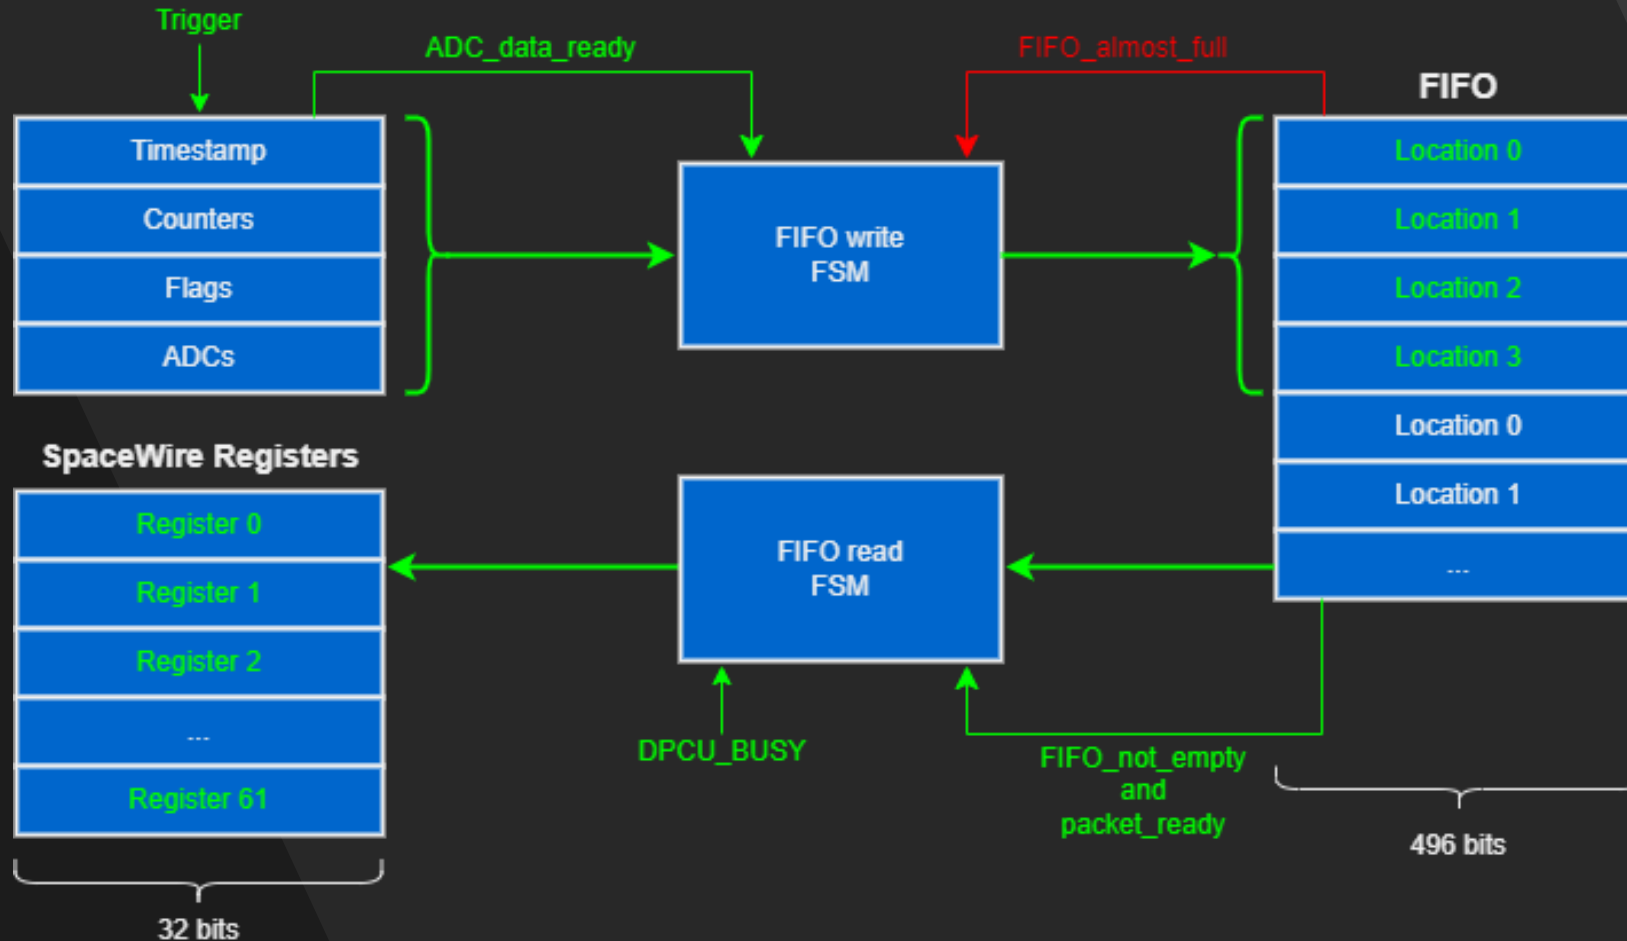 Trigger
ADC_data_ready
FIFO_almost_full
FIFO
Timestamp
Counters
Flags
ADCs
FIFO write
FSM
Location 0
Location 1
Location 2
Location 3
Location 0
Location 1
...
SpaceWire Registers
Register 0
Register 1
Register 2
...
Register 61
32 bits
FIFO read
FSM
DPCU_BUSY
FIFO_not_empty
and
packet_ready
496 bits